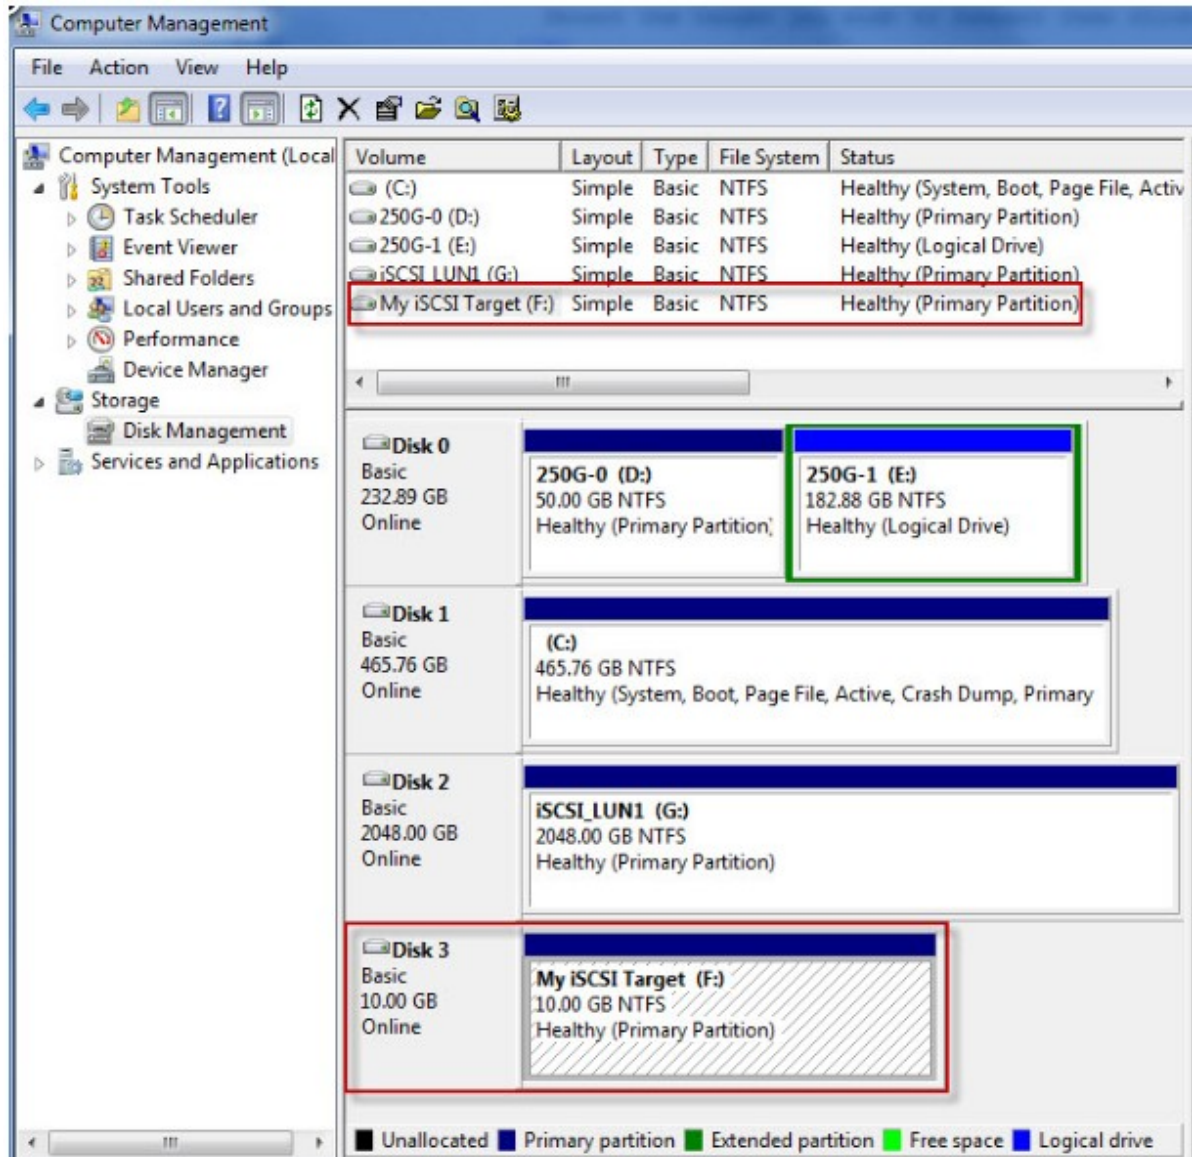 Computer Management
File Action View Help
Computer Management (Local
System Tools
Task Scheduler
Event Viewer
Shared Folders
Local Users and Groups
Performance
Device Manager
Storage
Disk Management
Services and Applications
Volume Layout Type File System Status
(C:) Simple Basic NTFS Healthy (System, Boot, Page File, Activ
250G-0 (D:) Simple Basic NTFS Healthy (Primary Partition)
250G-1 (E:) Simple Basic NTFS Healthy (Logical Drive)
iSCSI_LUN1 (G:) Simple Basic NTFS Healthy (Primary Partition)
My iSCSI Target (F:) Simple Basic NTFS Healthy (Primary Partition)
Disk 0
Basic
232.89 GB
Online
250G-0 (D:)
50.00 GB NTFS
Healthy (Primary Partition)
250G-1 (E:)
182.88 GB NTFS
Healthy (Logical Drive)
Disk 1
Basic
465.76 GB
Online
(C:)
465.76 GB NTFS
Healthy (System, Boot, Page File, Active, Crash Dump, Primary
Disk 2
Basic
2048.00 GB
Online
iSCSI_LUN1 (G:)
2048.00 GB NTFS
Healthy (Primary Partition)
Disk 3
Basic
10.00 GB
Online
My iSCSI Target (F:)
10.00 GB NTFS
Healthy (Primary Partition)
Unallocated Primary partition Extended partition Free space Logical drive